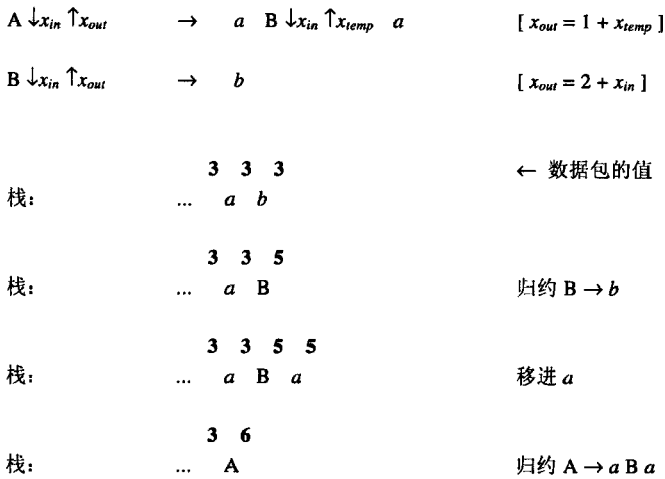 A ↓x_in ↑x_out → a B ↓x_in ↑x_temp a [ x_out = 1 + x_temp ]
B ↓x_in ↑x_out → b [ x_out = 2 + x_in ]
3 3 3 ← 数据包的值
栈： ... a b
3 3 5
栈： ... a B 归约 B → b
3 3 5 5
栈： ... a B a 移进 a
3 6
栈： ... A 归约 A → a B a